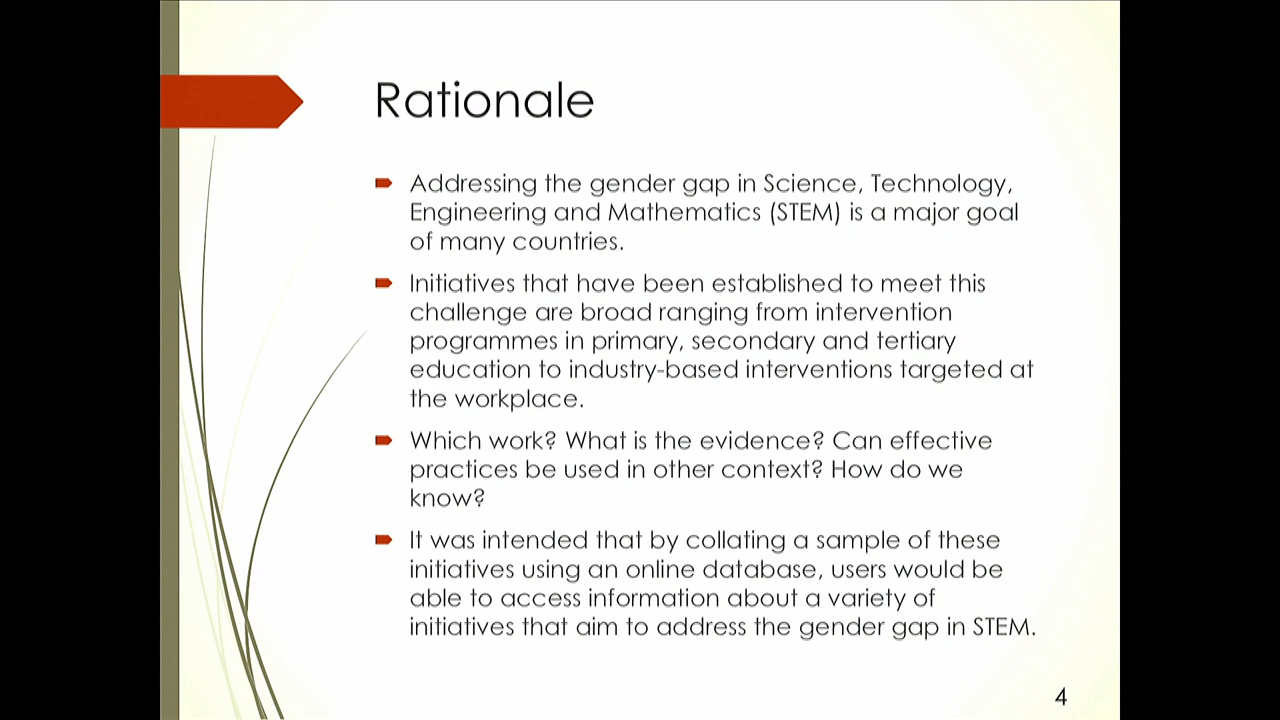 Rationale
Addressing the gender gap in Science, Technology,
Engineering and Mathematics (STEM) is a major goal
of many countries.
Initiatives that have been established to meet this
challenge are broad ranging from intervention
programmes in primary, secondary and tertiary
education to industry-based interventions targeted at
the workplace.
Which work? What is the evidence? Can effective
practices be used in other context? How do we
know?
It was intended that by collating a sample of these
initiatives using an online database, users would be
able to access information about a variety of
initiatives that aim to address the gender gap in STEM.
4